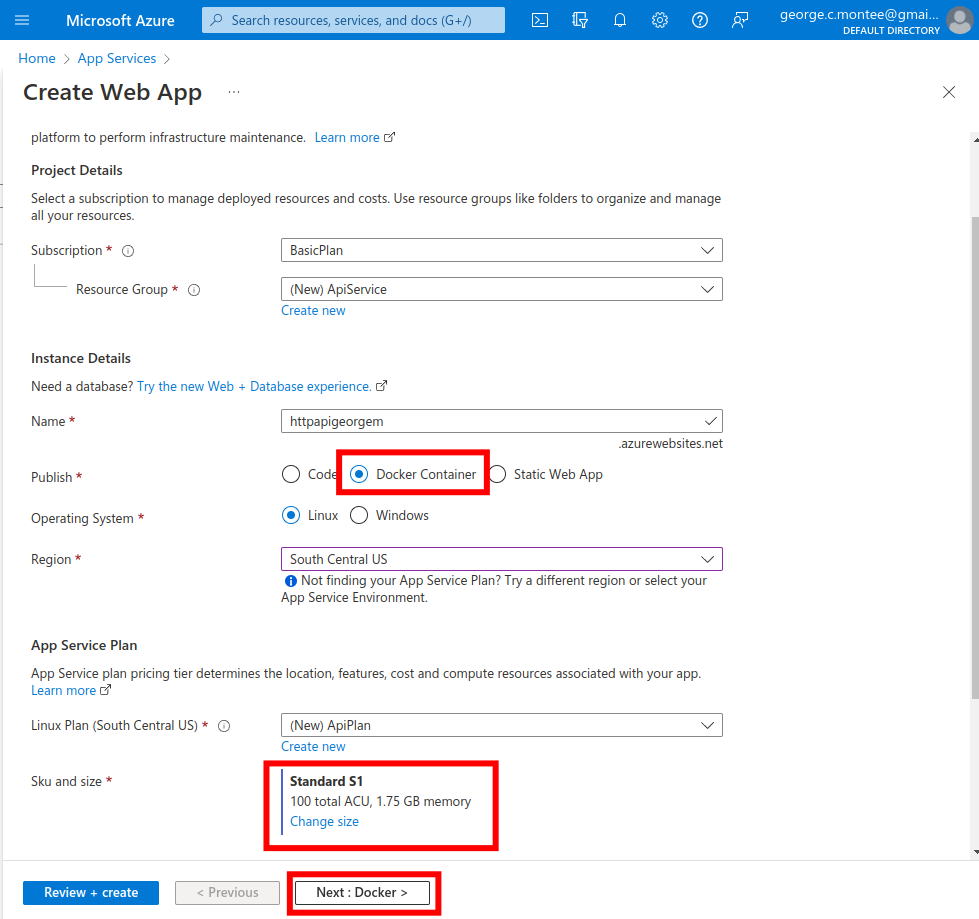 Microsoft Azure
Search resources, services, and docs (G+/)
george.c.montee@gmai...
DEFAULT DIRECTORY
Home > App Services >
Create Web App ...
platform to perform infrastructure maintenance. Learn more
Project Details
Select a subscription to manage deployed resources and costs. Use resource groups like folders to organize and manage
all your resources.
Subscription *
BasicPlan
Resource Group *
(New) ApiService
Create new
Instance Details
Need a database? Try the new Web + Database experience.
Name *
httpapigeorgem
.azurewebsites.net
Publish *
Code Docker Container Static Web App
Operating System *
Linux Windows
Region *
South Central US
Not finding your App Service Plan? Try a different region or select your
App Service Environment.
App Service Plan
App Service plan pricing tier determines the location, features, cost and compute resources associated with your app.
Learn more
Linux Plan (South Central US) *
(New) ApiPlan
Create new
Sku and size *
Standard S1
100 total ACU, 1.75 GB memory
Change size
Review + create
< Previous
Next : Docker >